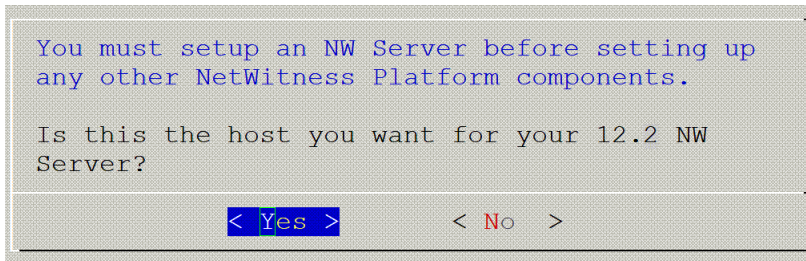 You must setup an NW Server before setting up
any other NetWitness Platform components.
Is this the host you want for your 12.2 NW
Server?
< Yes > < No >